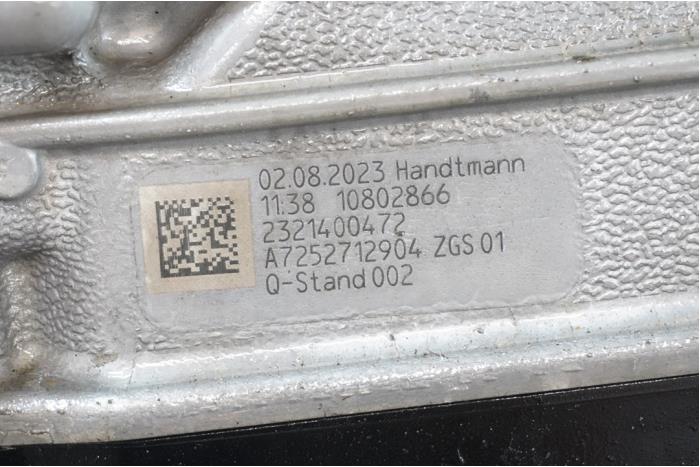 02.08.2023 Handtmann
11.38 10802866
2321400472
A7252712904 ZGS 01
Q-Stand 002